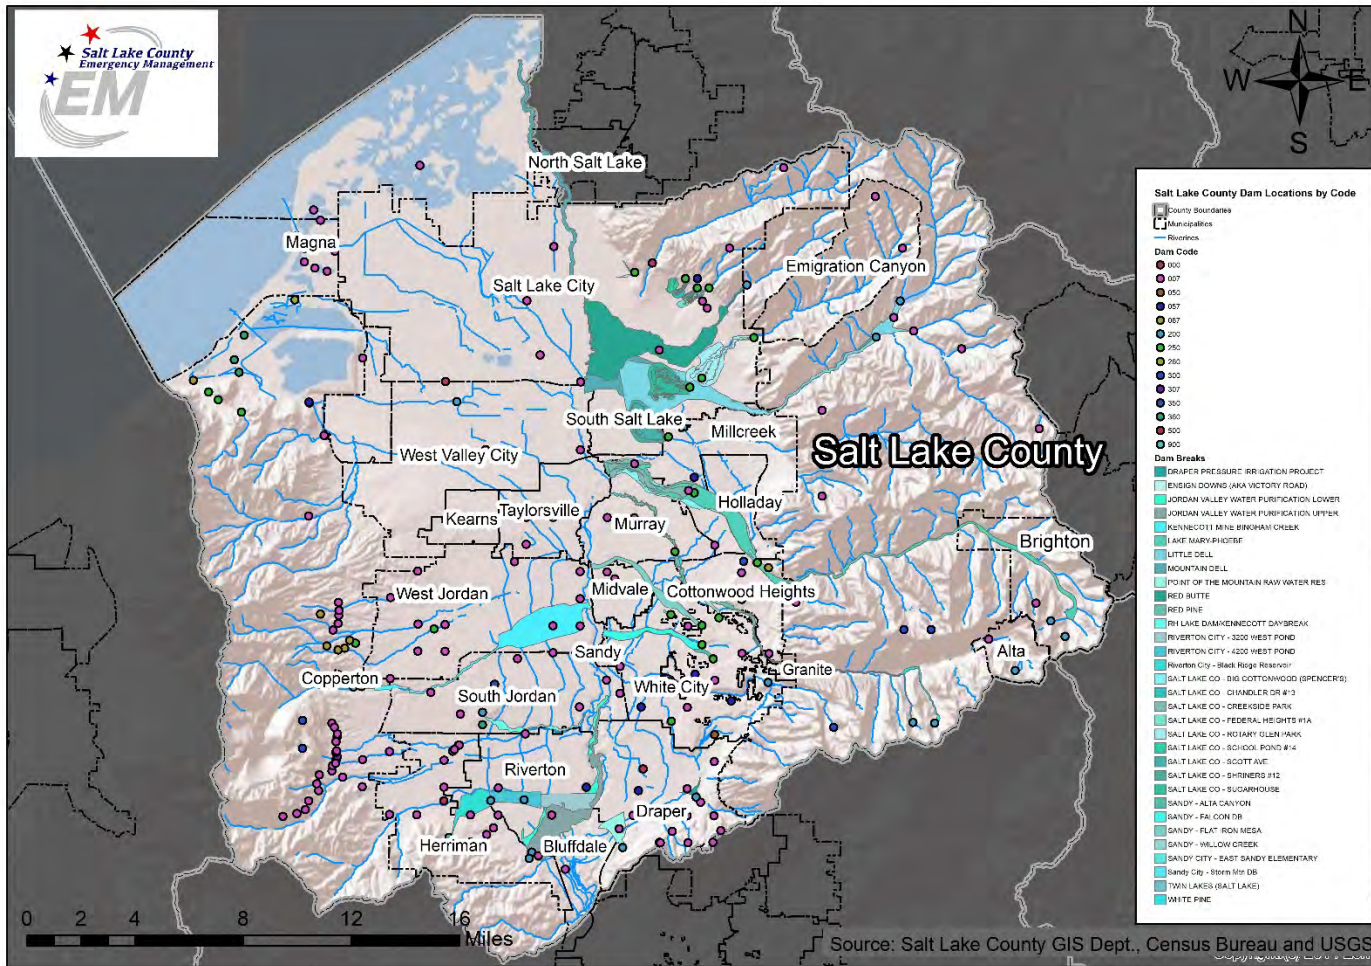 Salt Lake County
Emergency Management
EM
N
W
E
S
North Salt Lake
Magna
Salt Lake City
Emigration Canyon
South Salt Lake
Millcreek
Salt Lake County
West Valley City
Holladay
Kearns
Taylorsville
Murray
Brighton
West Jordan
Midvale
Cottonwood Heights
Sandy
Granite
Alta
Copperton
White City
South Jordan
Riverton
Draper
Herriman
Bluffdale
0
4
8
12
16
Miles
Salt Lake County Dam Locations by Code
County Boundaries
Municipalities
Riverines
Dam Code
000
007
050
057
087
200
250
260
300
307
350
360
500
900
Dam Breaks
DRAPER PRESSURE IRRIGATION PROJECT
ENSIGN DOWNS (AKA VICTORY ROAD)
JORDAN VALLEY WATER PURIFICATION LOWER
JORDAN VALLEY WATER PURIFICATION UPPER
KENNECOTT MINE BINGHAM CREEK
LAKE MARY-PHOEBE
LITTLE DELL
MOUNTAIN DELL
POINT OF THE MOUNTAIN RAW WATER RES
RED BUTTE
RED PINE
RH LAKE DAM/KENNECOTT DAYBREAK
RIVERTON CITY - 3200 WEST POND
RIVERTON CITY - 4200 WEST POND
Riverton City - Black Ridge Reservoir
SALT LAKE CO - BIG COTTONWOOD (SPENCER'S)
SALT LAKE CO - CHANDLER DR #13
SALT LAKE CO - CREEKSIDE PARK
SALT LAKE CO - FEDERAL HEIGHTS #1A
SALT LAKE CO - ROTARY GLEN PARK
SALT LAKE CO - SCHOOL POND #14
SALT LAKE CO - SCOTT AVE
SALT LAKE CO - SHRINERS #12
SALT LAKE CO - SUGARHOUSE
SANDY - ALTA CANYON
SANDY - FALCON DB
SANDY - FLAT IRON MESA
SANDY - WILLOW CREEK
SANDY CITY - EAST SANDY ELEMENTARY
Sandy City - Storm Mtn DB
TWIN LAKES (SALT LAKE)
WHITE PINE
Source: Salt Lake County GIS Dept., Census Bureau and USGS